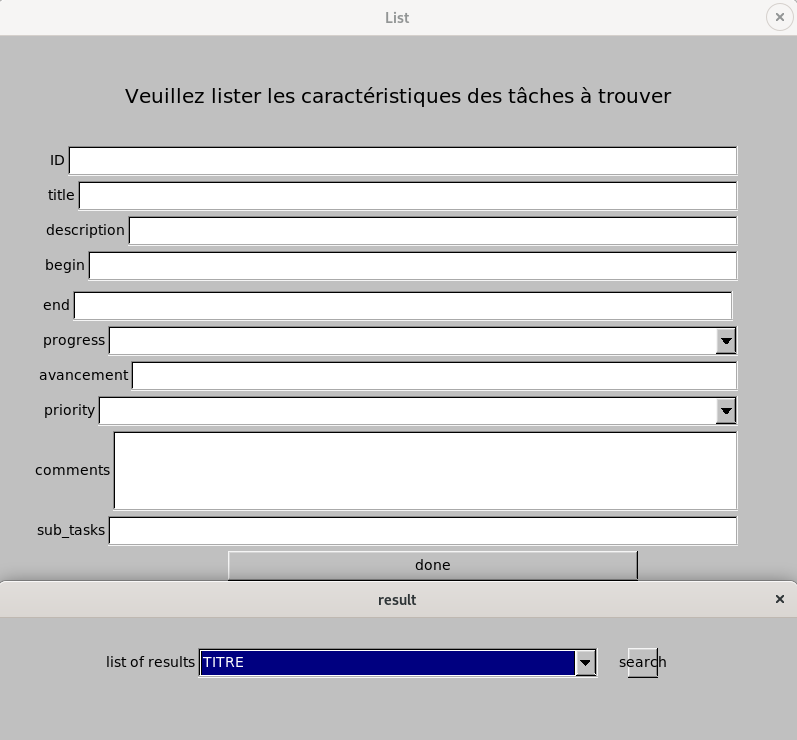 List
Veuillez lister les caractéristiques des tâches à trouver
ID
title
description
begin
end
progress
avancement
priority
comments
sub_tasks
done
result
list of results TITRE search